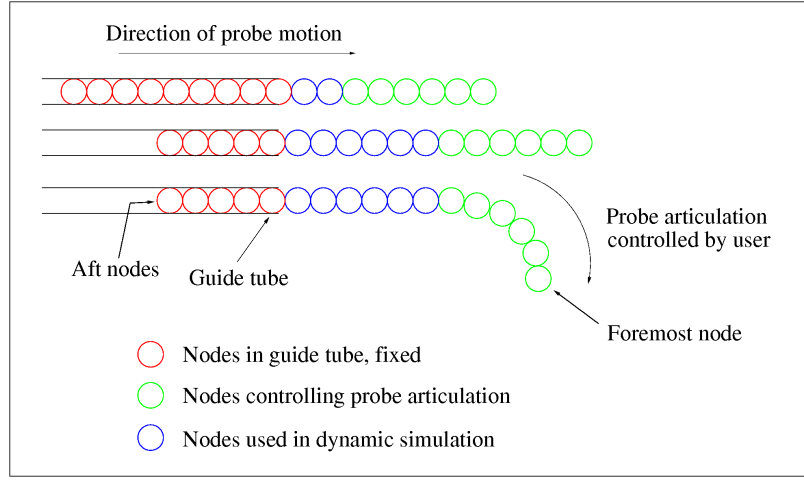 Direction of probe motion
Probe articulation
controlled by user
Aft nodes
Guide tube
Foremost node
Nodes in guide tube, fixed
Nodes controlling probe articulation
Nodes used in dynamic simulation